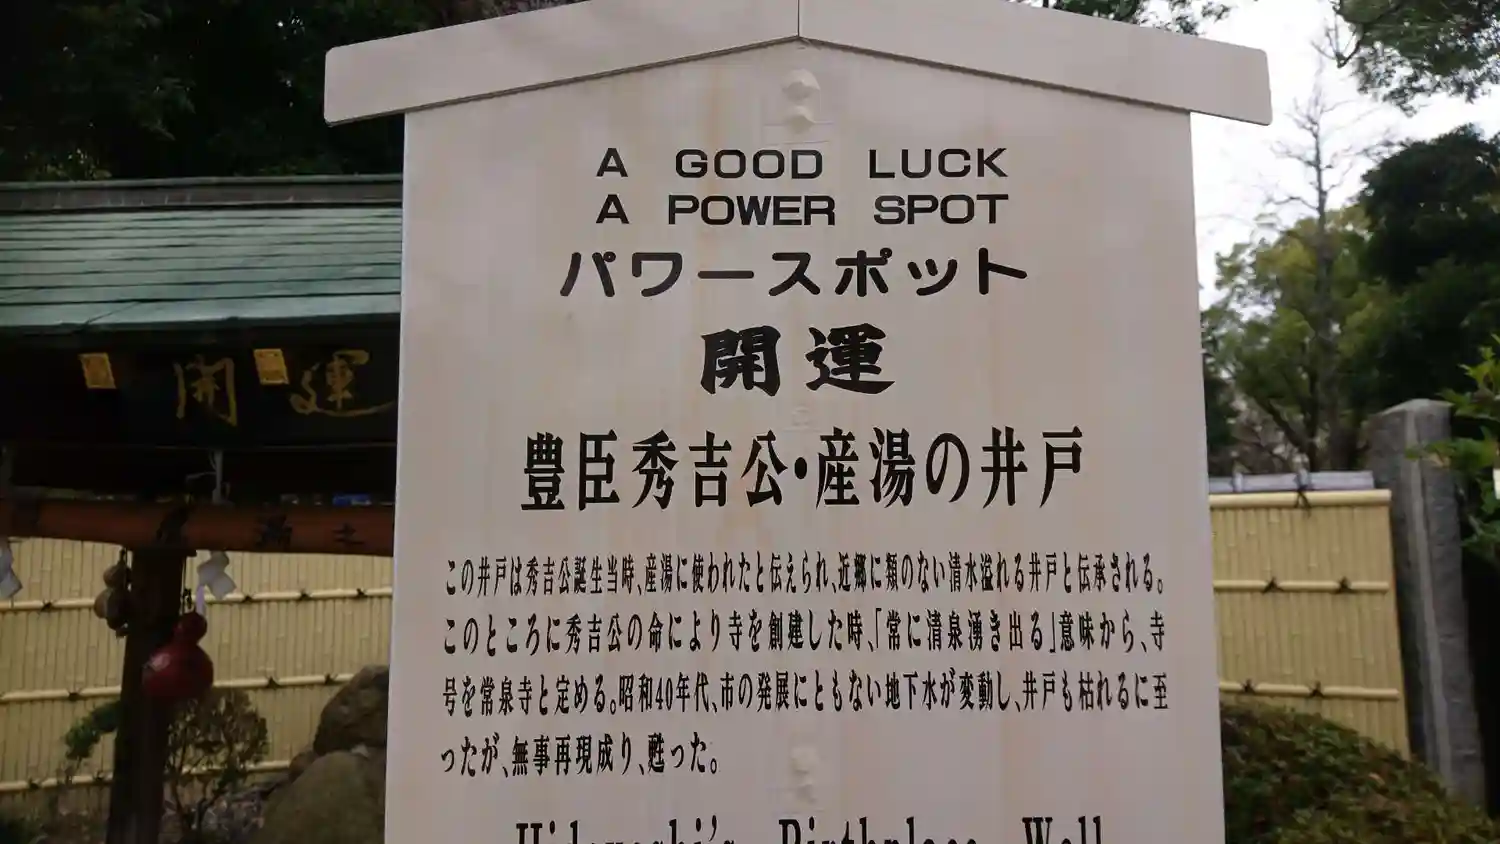 A GOOD LUCK
A POWER SPOT
パワースポット
開運
豊臣秀吉公・産湯の井戸
この井戸は秀吉公誕生当時、産湯に使われたと伝えられ、近郷に類のない清水溢れる井戸と伝承される。
このところに秀吉公の命により寺を創建した時、「常に清泉湧き出る」意味から、寺
号を常泉寺と定める。昭和40年代、市の発展にともない地下水が変動し、井戸も枯れるに至
ったが、無事再現成り、甦った。
Hideyoshi's Birthplace Well
開運